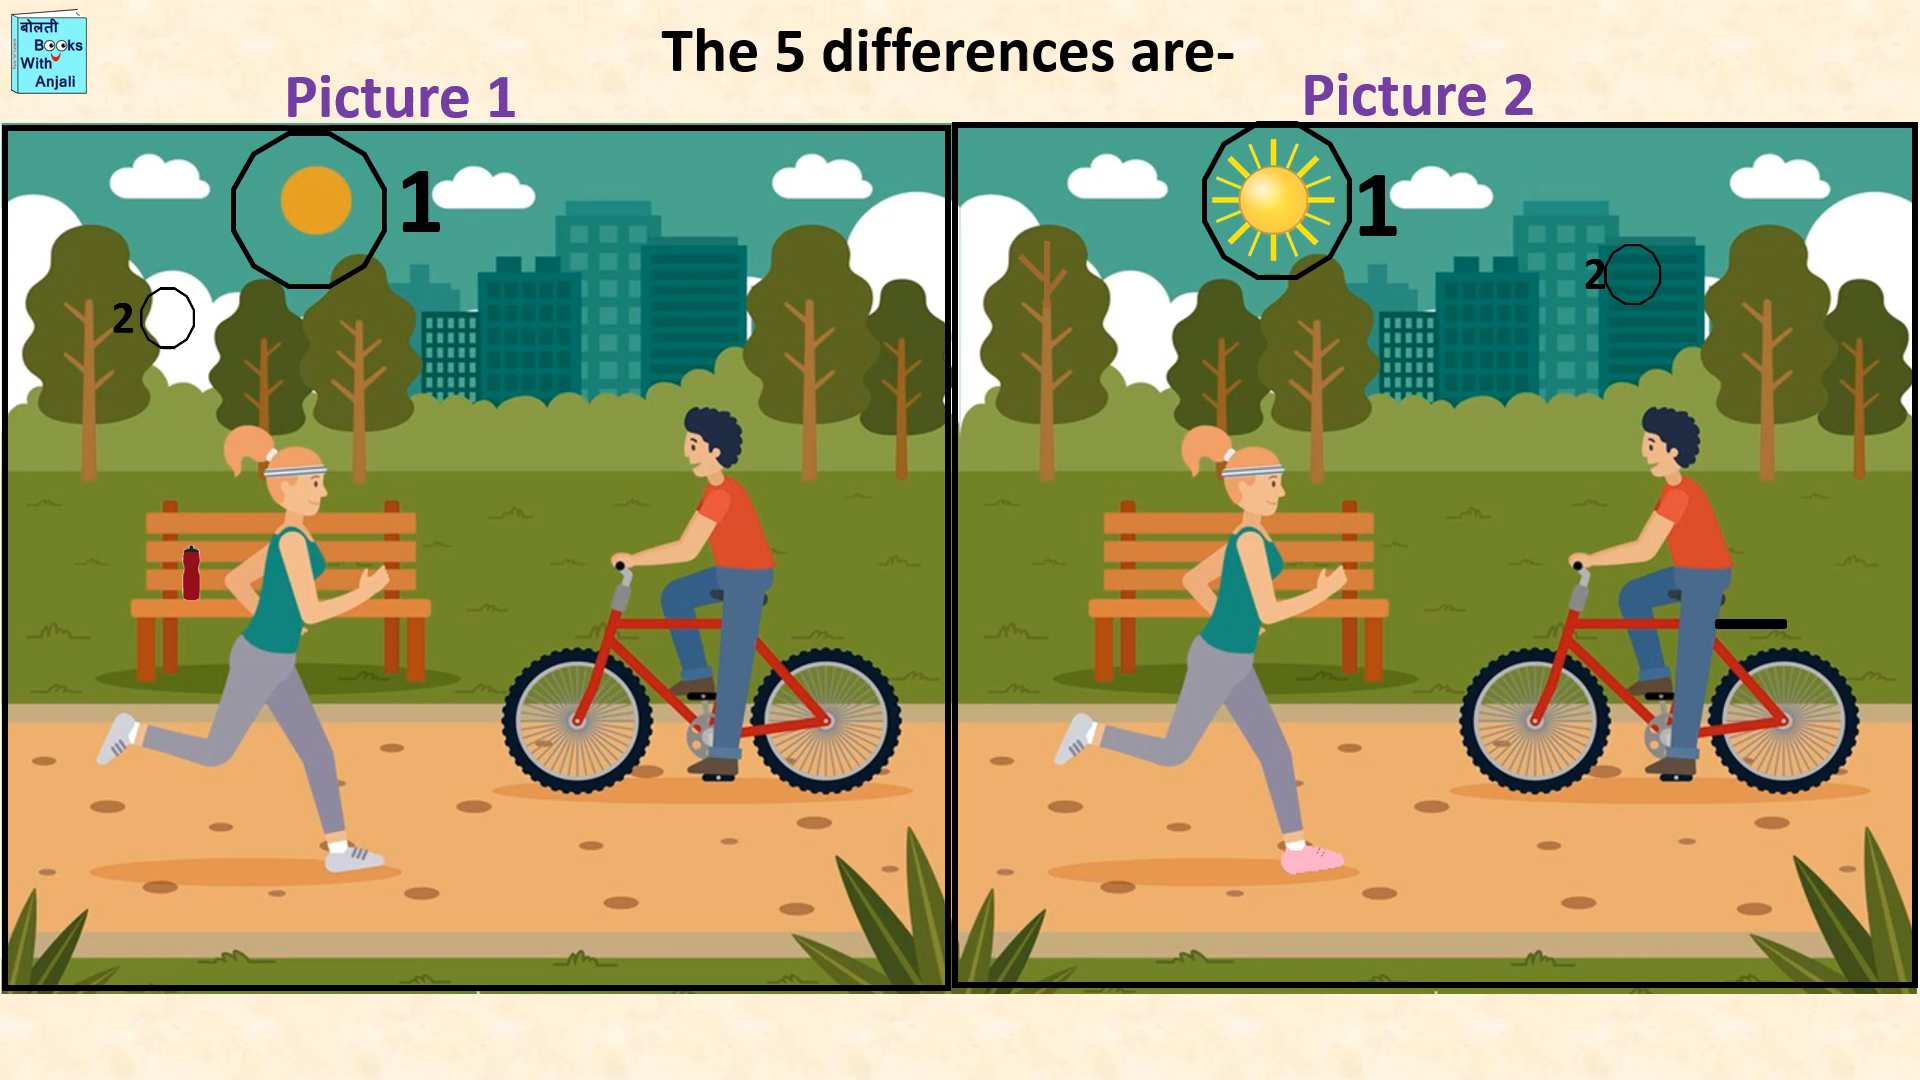 बोलती
Books
With
Anjali
The 5 differences are-
Picture 1
Picture 2
1
1
2
2